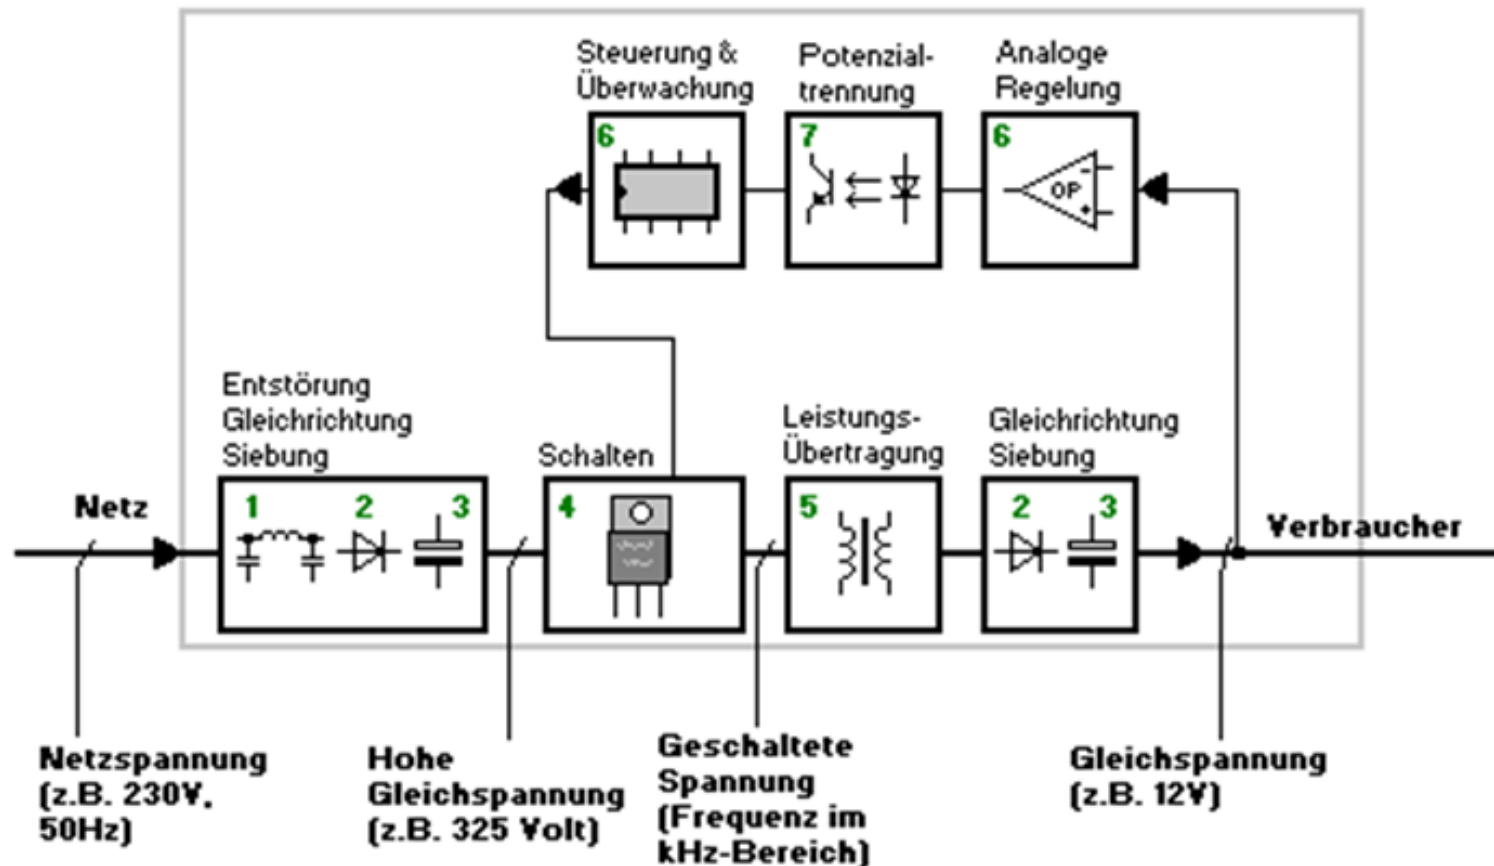 Steuerung &
Überwachung
Potenzial-
trennung
Analoge
Regelung
6
7
6
OP
Entstörung
Gleichrichtung
Siebung
Schalten
Leistungs-
Übertragung
Gleichrichtung
Siebung
Netz
1
2
3
4
5
2
3
Verbraucher
Netzspannung
(z.B. 230V,
50Hz)
Hohe
Gleichspannung
(z.B. 325 Volt)
Geschaltete
Spannung
(Frequenz im
kHz-Bereich)
Gleichspannung
(z.B. 12V)